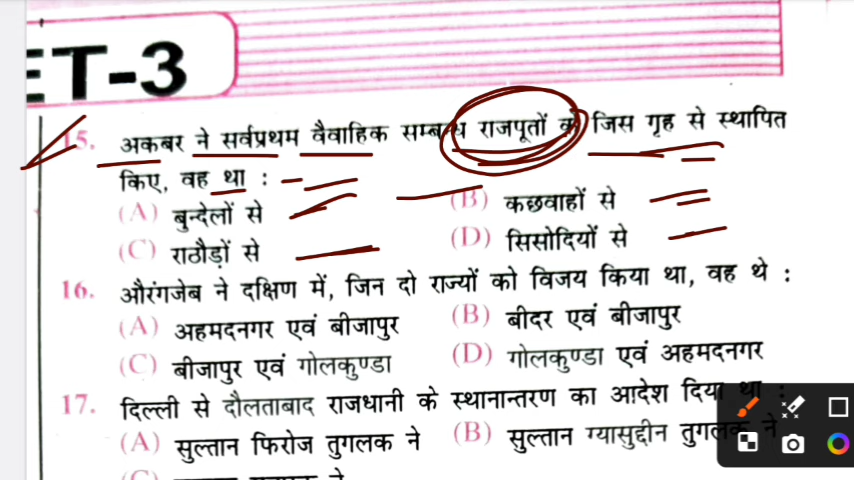 ET-3
15. अकबर ने सर्वप्रथम वैवाहिक सम्बन्ध राजपूतों के जिस गृह से स्थापित
किए, वह था :
(A) बुन्देलों से (B) कछवाहों से
(C) राठौड़ों से (D) सिसोदियों से
16. औरंगजेब ने दक्षिण में, जिन दो राज्यों को विजय किया था, वह थे :
(A) अहमदनगर एवं बीजापुर (B) बीदर एवं बीजापुर
(C) बीजापुर एवं गोलकुण्डा (D) गोलकुण्डा एवं अहमदनगर
17. दिल्ली से दौलताबाद राजधानी के स्थानान्तरण का आदेश दिया था :
(A) सुल्तान फिरोज तुगलक ने (B) सुल्तान ग्यासुद्दीन तुगलक ने